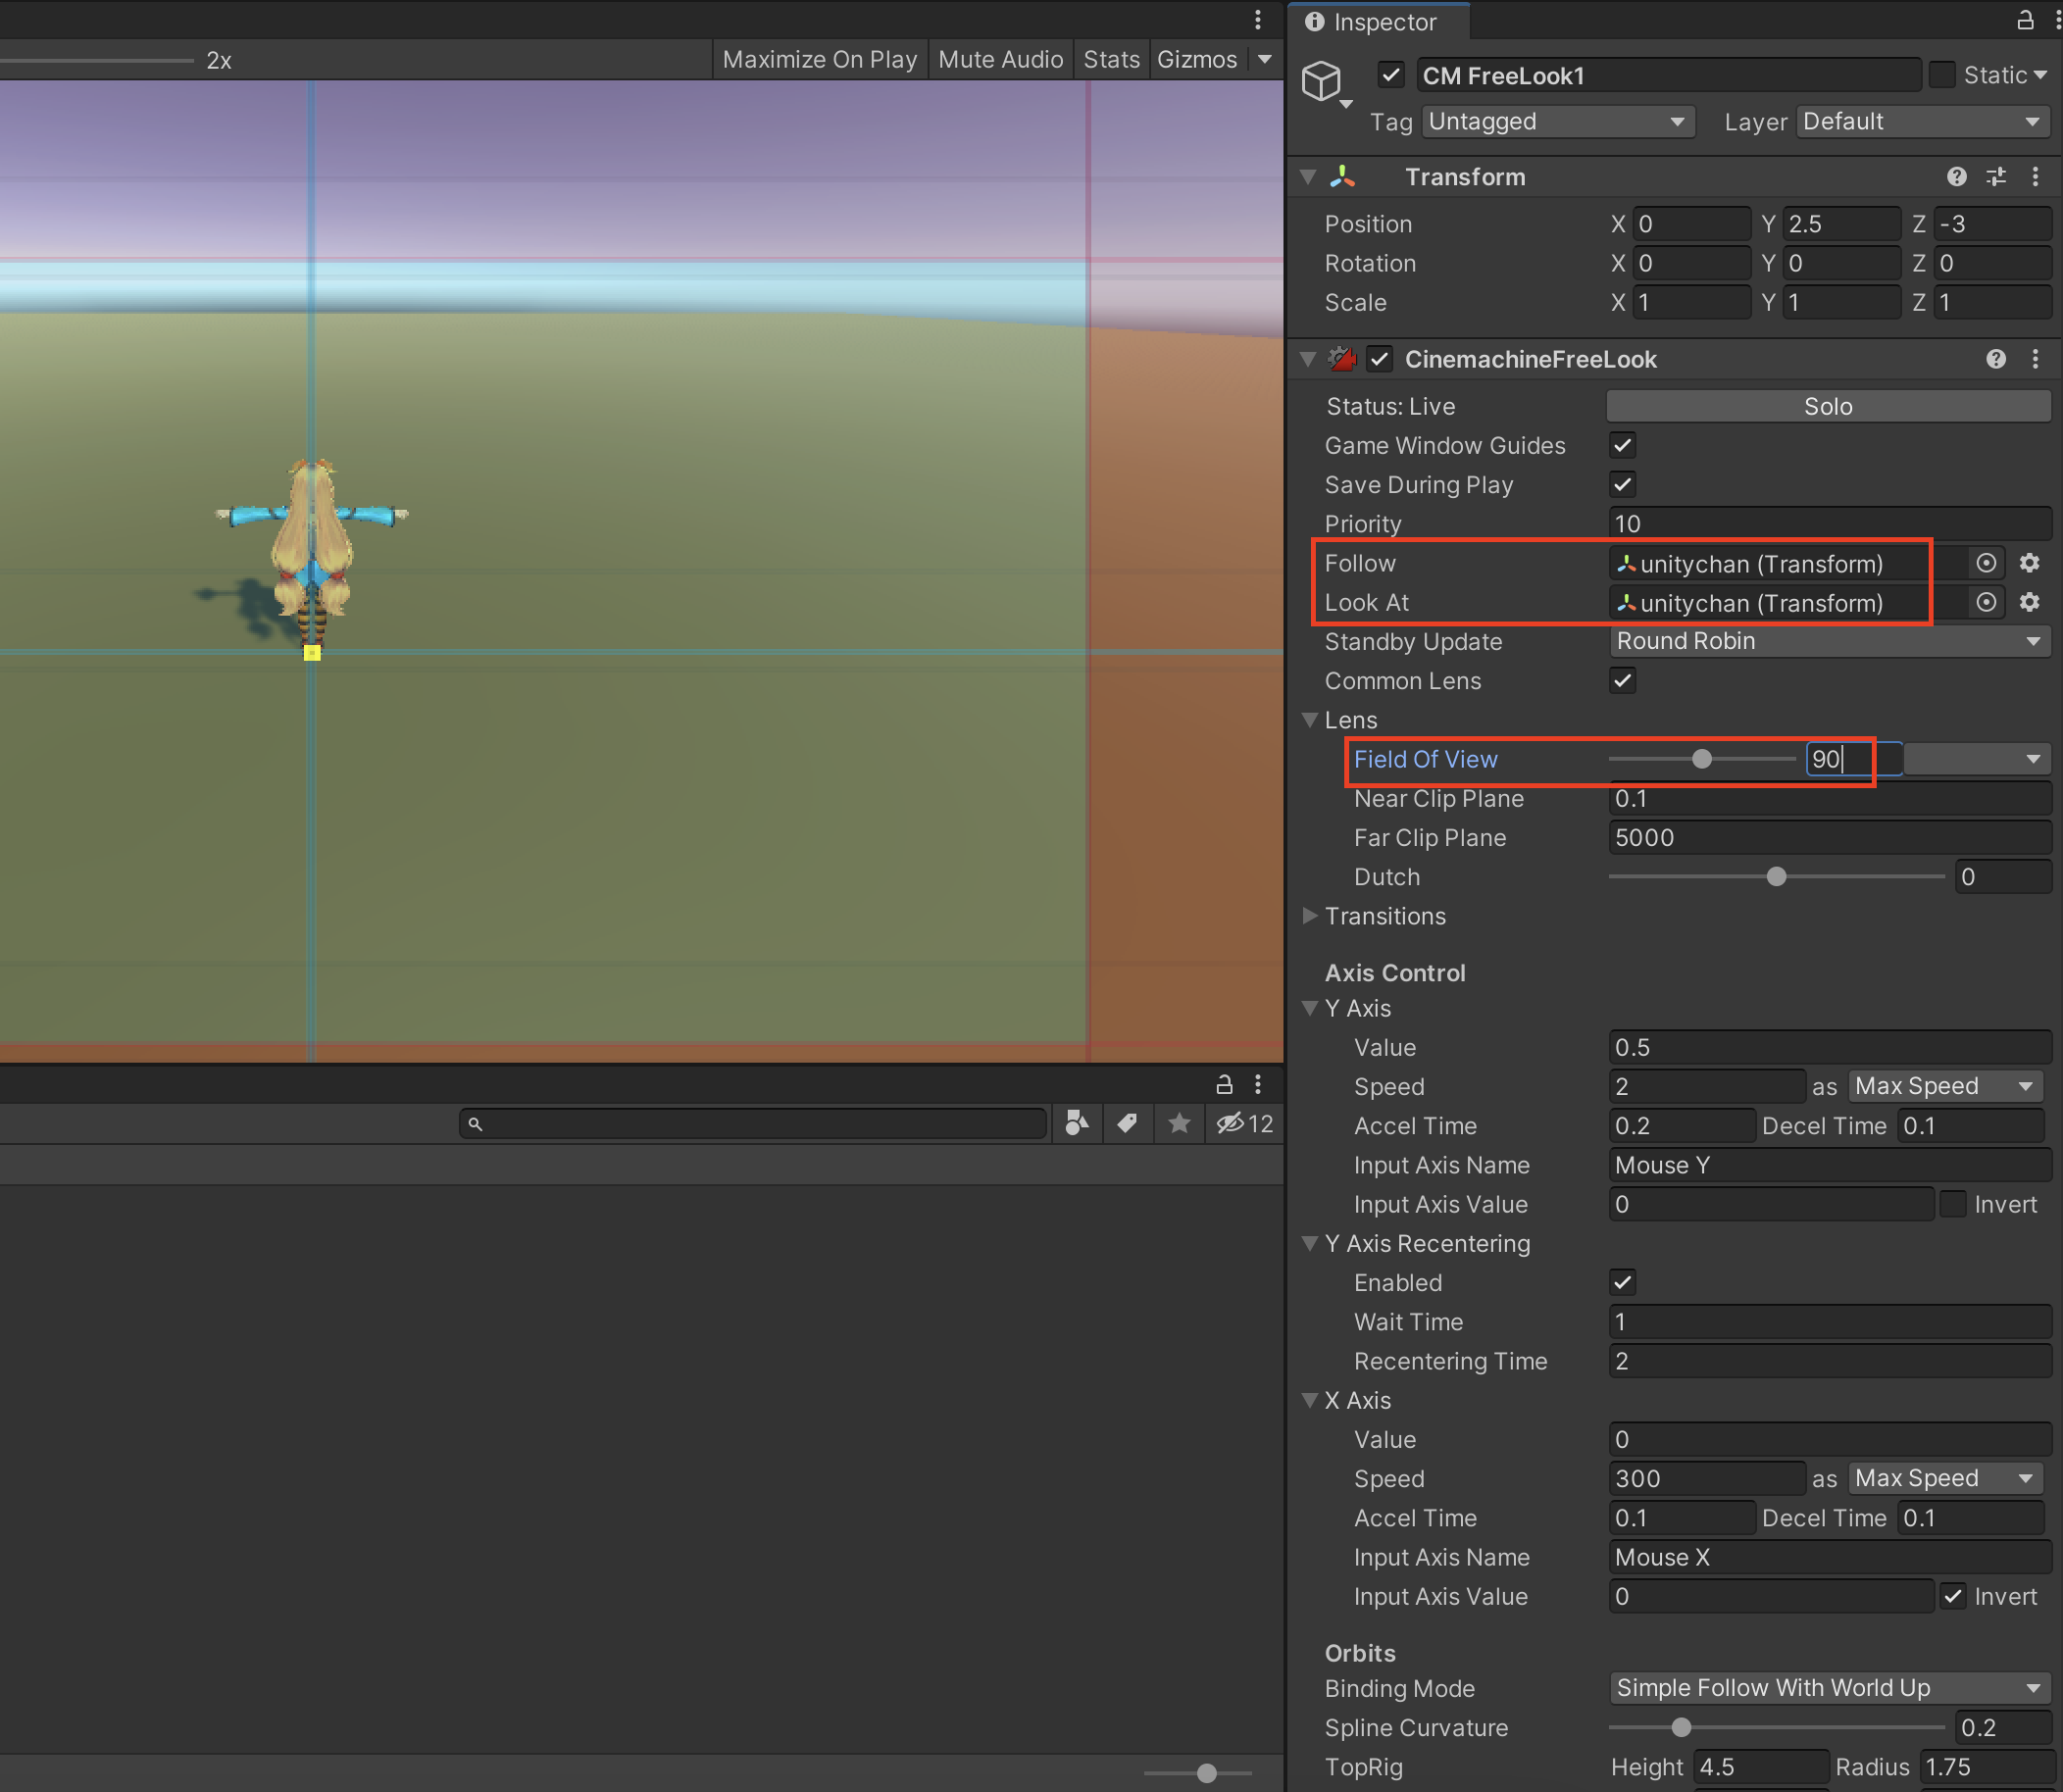 2x
Maximize On Play
Mute Audio
Stats
Gizmos
12
Inspector
CM FreeLook1
Static
Tag Untagged Layer Default
Transform
Position X 0 Y 2.5 Z -3
Rotation X 0 Y 0 Z 0
Scale X 1 Y 1 Z 1
CinemachineFreeLook
Status: Live Solo
Game Window Guides
Save During Play
Priority 10
Follow unitychan (Transform)
Look At unitychan (Transform)
Standby Update Round Robin
Common Lens
Lens
Field Of View 90
Near Clip Plane 0.1
Far Clip Plane 5000
Dutch 0
Transitions
Axis Control
Y Axis
Value 0.5
Speed 2 as Max Speed
Accel Time 0.2 Decel Time 0.1
Input Axis Name Mouse Y
Input Axis Value 0 Invert
Y Axis Recentering
Enabled
Wait Time 1
Recentering Time 2
X Axis
Value 0
Speed 300 as Max Speed
Accel Time 0.1 Decel Time 0.1
Input Axis Name Mouse X
Input Axis Value 0 Invert
Orbits
Binding Mode Simple Follow With World Up
Spline Curvature 0.2
TopRig Height 4.5 Radius 1.75